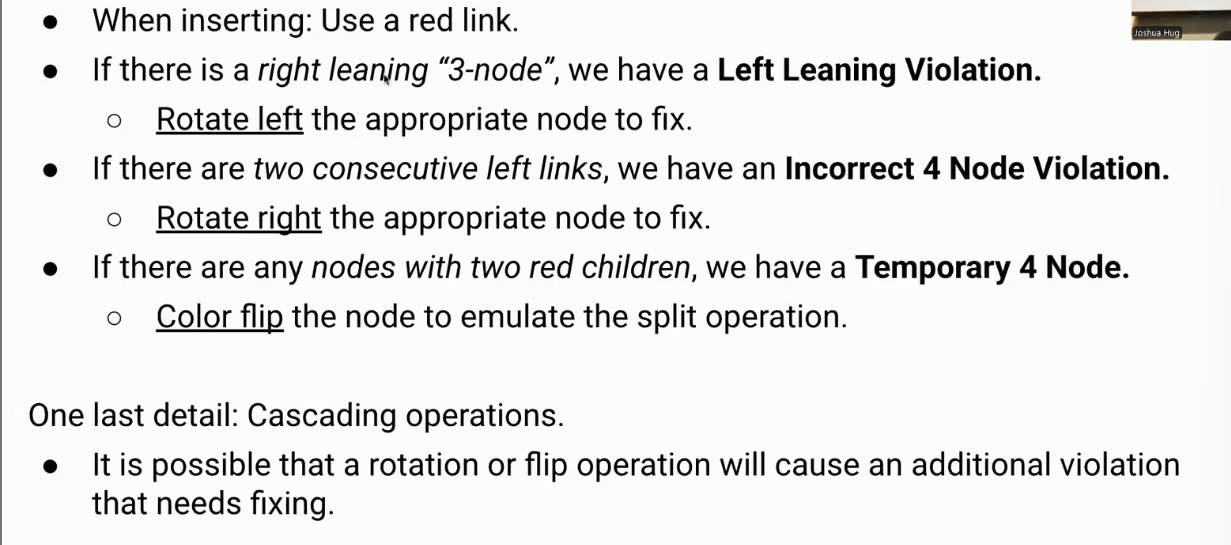 ● When inserting: Use a red link.
Joshua Hug
● If there is a right leaning “3-node”, we have a Left Leaning Violation.
○ Rotate left the appropriate node to fix.
● If there are two consecutive left links, we have an Incorrect 4 Node Violation.
○ Rotate right the appropriate node to fix.
● If there are any nodes with two red children, we have a Temporary 4 Node.
○ Color flip the node to emulate the split operation.
One last detail: Cascading operations.
● It is possible that a rotation or flip operation will cause an additional violation
that needs fixing.